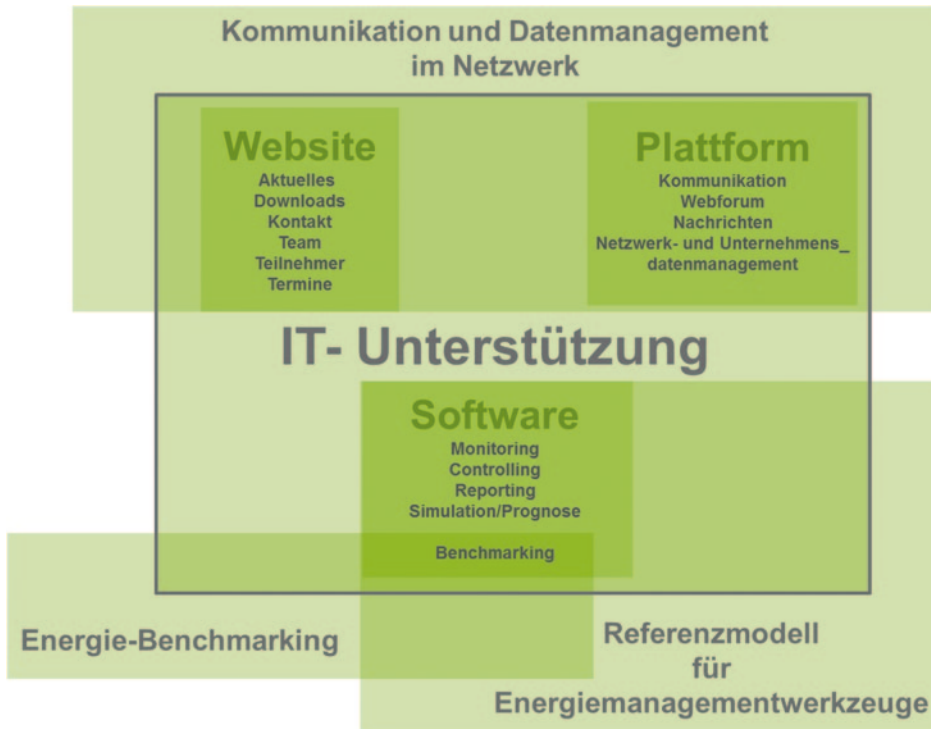 Kommunikation und Datenmanagement
im Netzwerk
Website
Aktuelles
Downloads
Kontakt
Team
Teilnehmer
Termine
Plattform
Kommunikation
Webforum
Nachrichten
Netzwerk- und Unternehmens_
datenmanagement
IT- Unterstützung
Software
Monitoring
Controlling
Reporting
Simulation/Prognose
Benchmarking
Energie-Benchmarking
Referenzmodell
für
Energiemanagementwerkzeuge